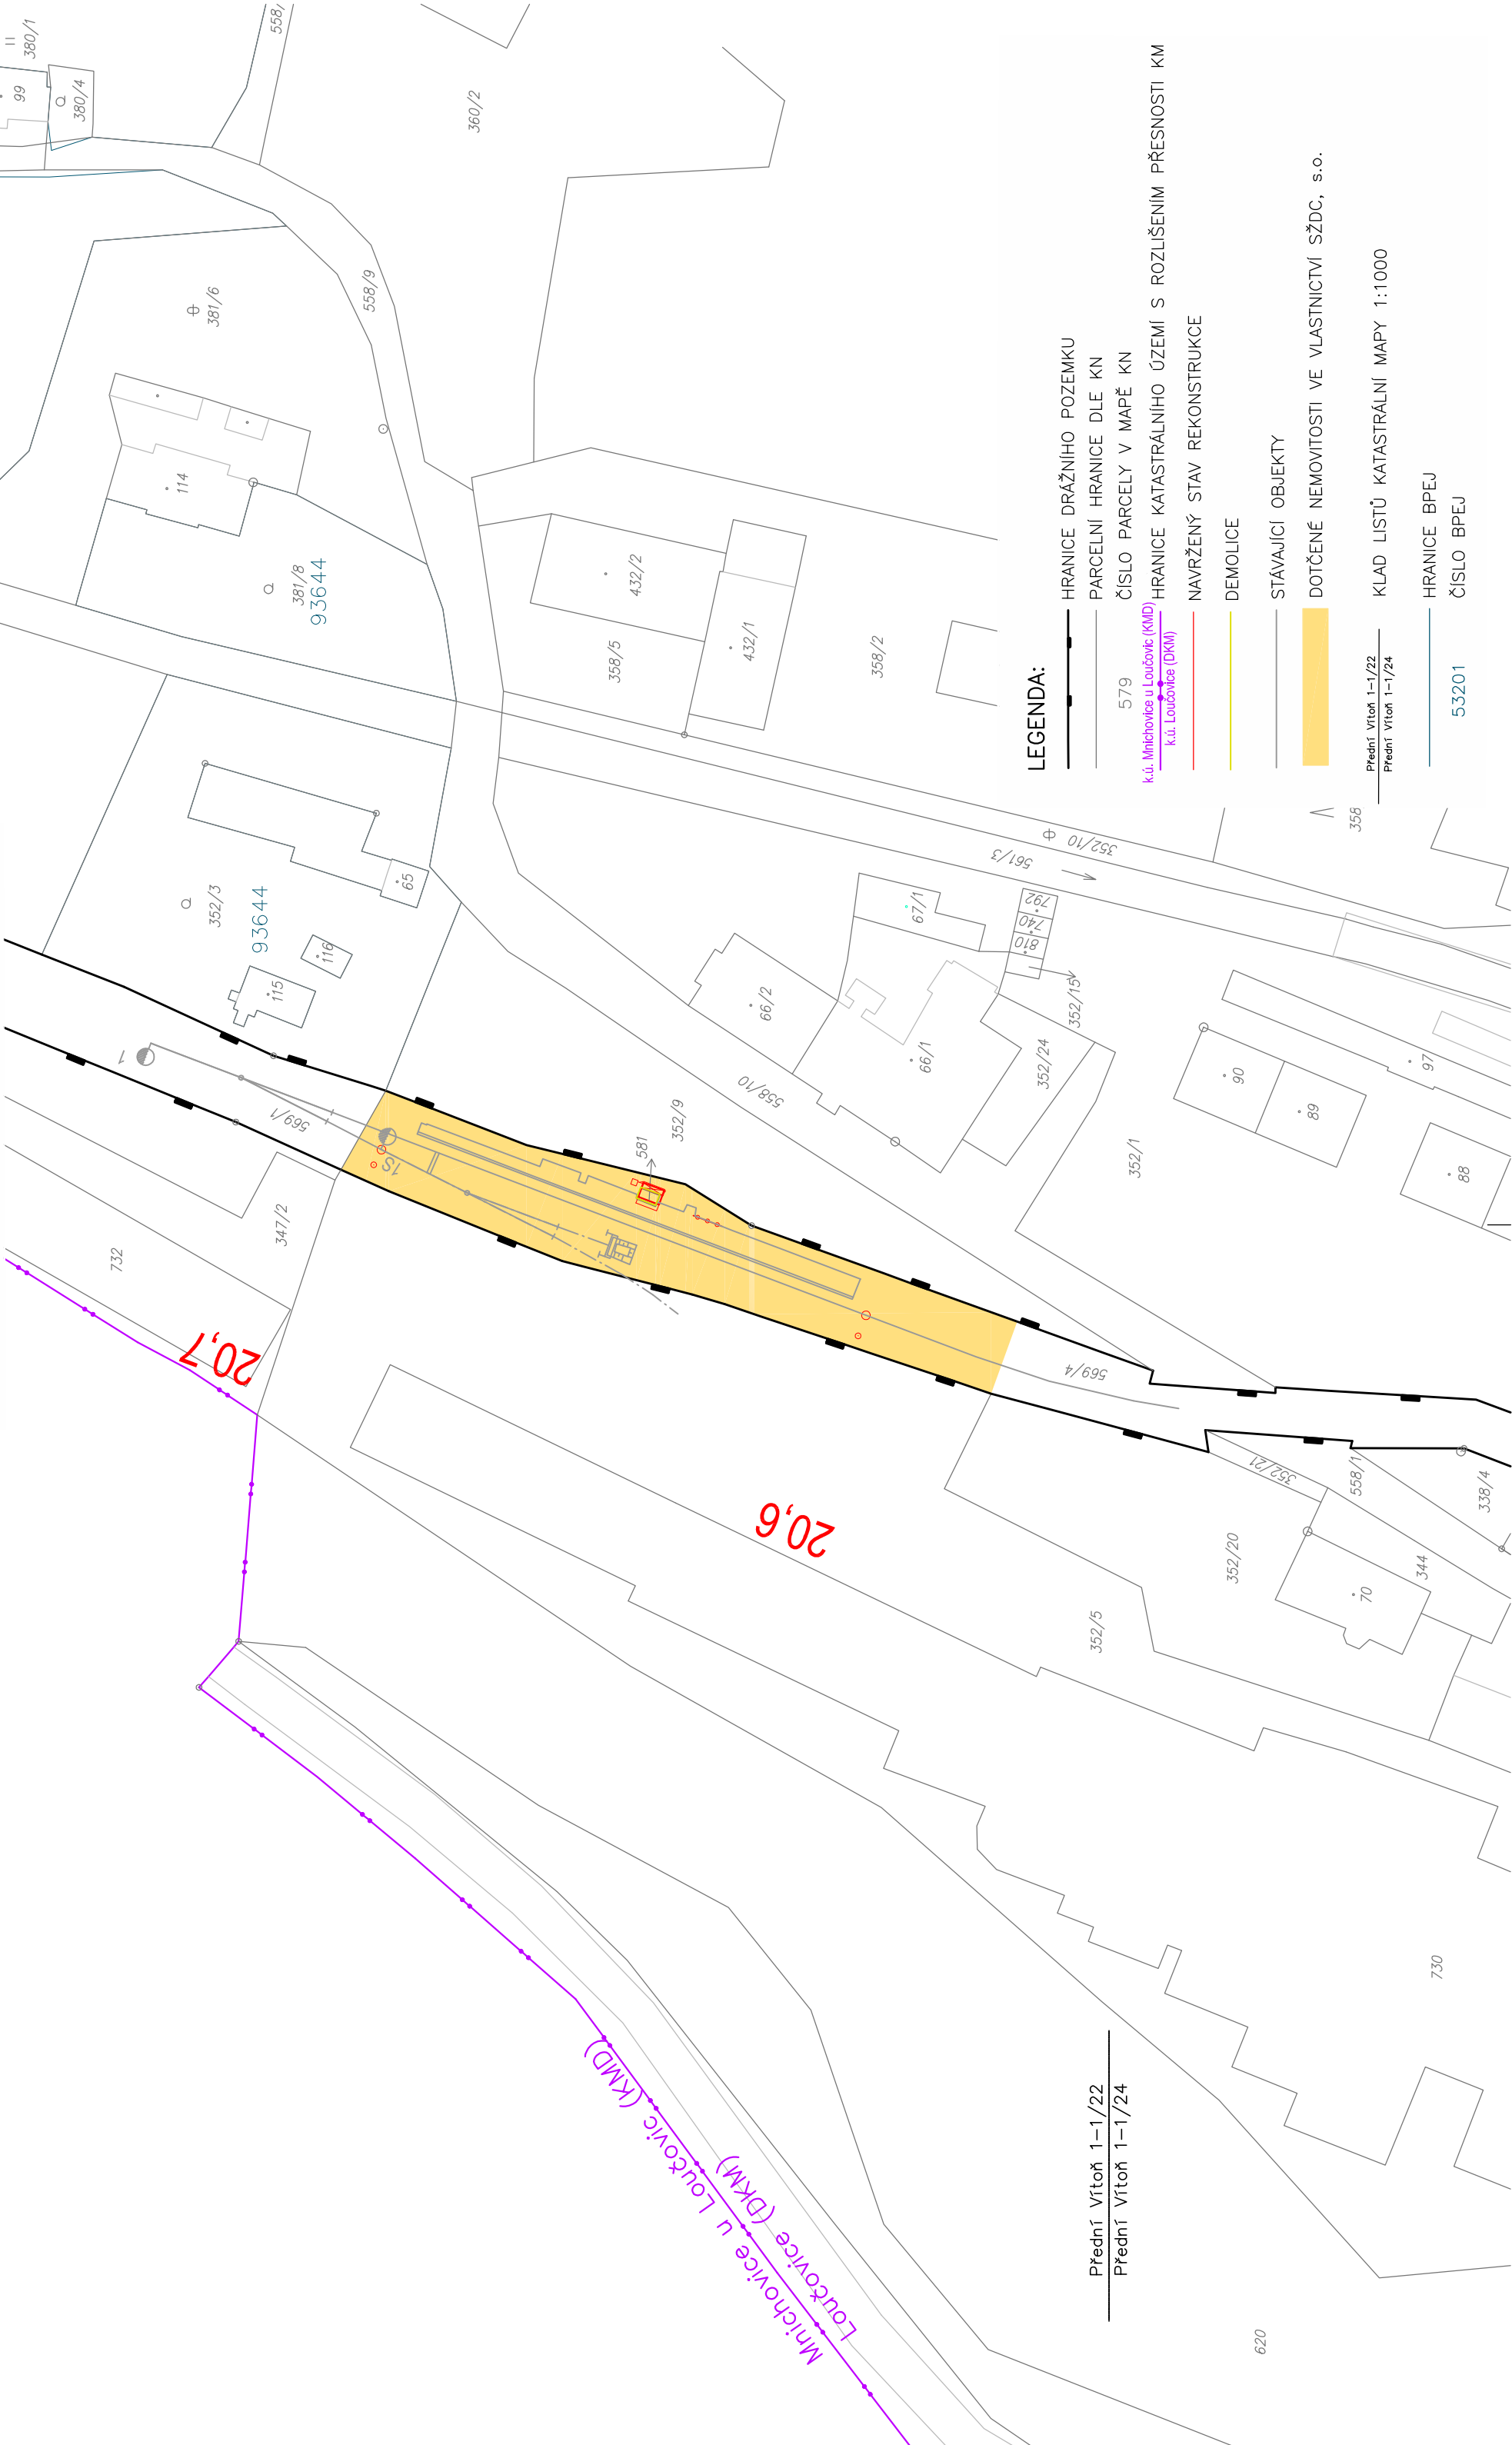 LEGENDA:
HRANICE DRÁŽNÍHO POZEMKU
PARCELNÍ HRANICE DLE KN
579
ČÍSLO PARCELY V MAPĚ KN
k.ú. Mnichovice u Loučovic (KMD)
k.ú. Loučovice (DKM)
HRANICE KATASTRÁLNÍHO ÚZEMÍ S ROZLIŠENÍM PŘESNOSTI KM
NAVRŽENÝ STAV REKONSTRUKCE
DEMOLICE
STÁVAJÍCÍ OBJEKTY
DOTČENÉ NEMOVITOSTI VE VLASTNICTVÍ SŽDC, s.o.
Přední Vítoň 1-1/22
Přední Vítoň 1-1/24
KLAD LISTŮ KATASTRÁLNÍ MAPY 1:1000
HRANICE BPEJ
53201
ČÍSLO BPEJ
380/1
99
380/4
558/
360/2
381/6
558/9
114
381/8
93644
432/2
358/5
432/1
358/2
352/3
93644
65
116
115
1
569/1
1S
347/2
732
20,7
581
352/9
558/10
66/2
66/1
67/1
792
740
810
352/15
352/24
352/1
561/3
352/10
358
90
89
97
88
569/4
20,6
352/21
558/1
338/4
352/20
344
70
352/5
730
620
Mnichovice u Loučovic (KMD)
Loučovice (DKM)
Přední Vítoň 1-1/22
Přední Vítoň 1-1/24